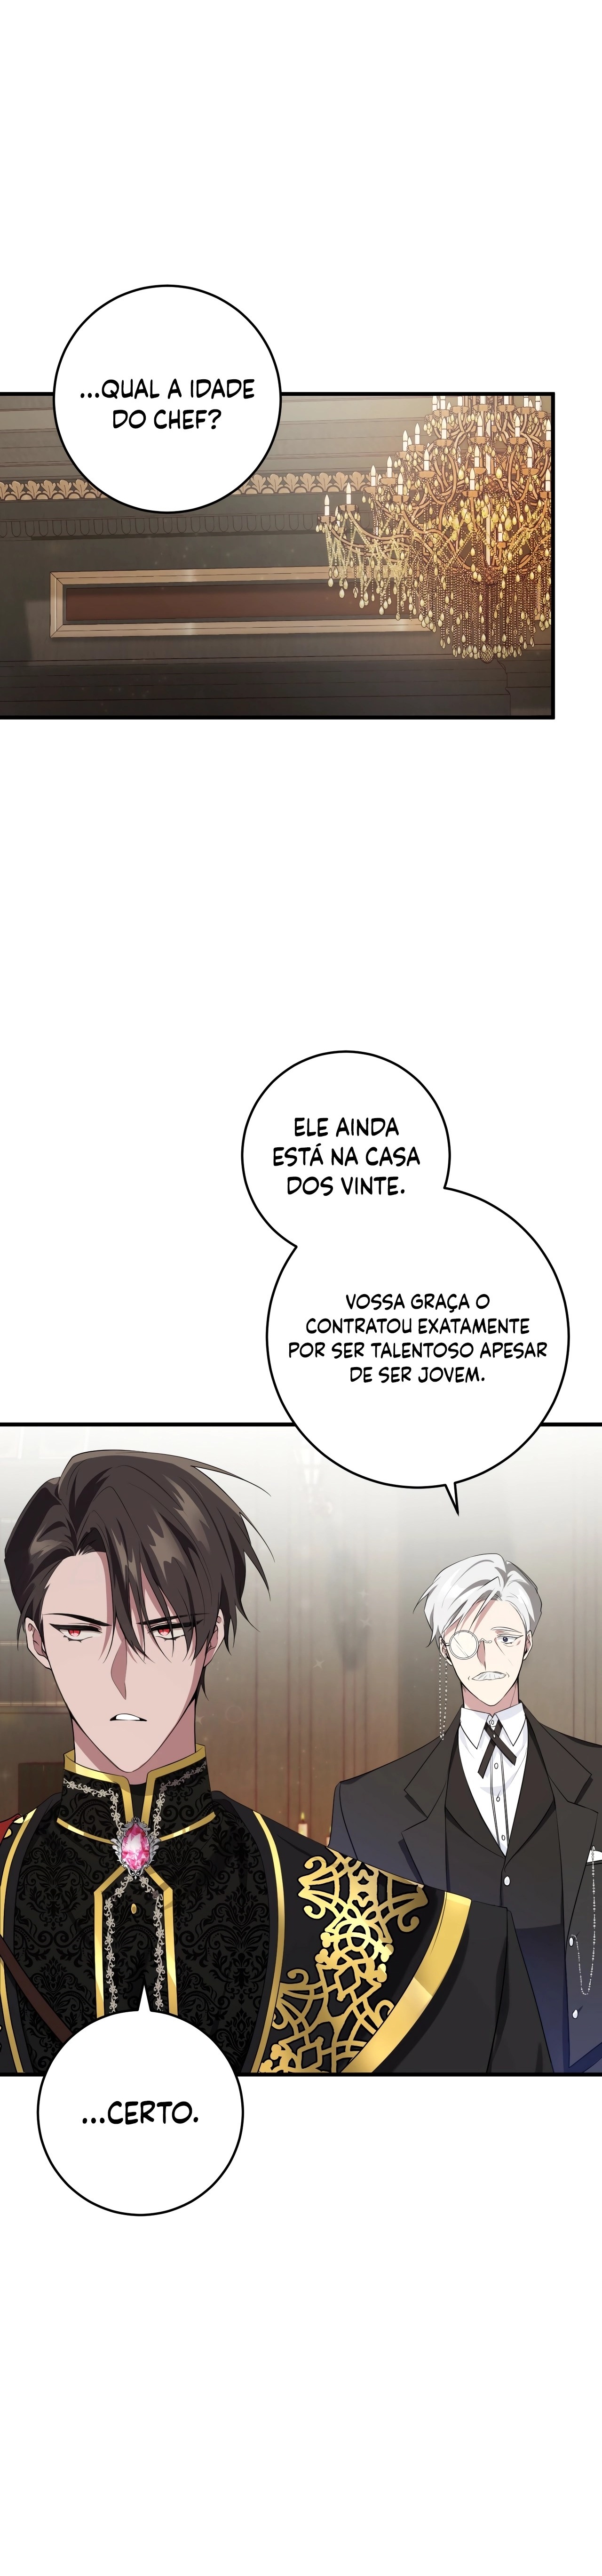 ...QUAL A IDADE
DO CHEF?
ELE AINDA
ESTÁ NA CASA
DOS VINTE.
VOSSA GRAÇA O
CONTRATOU EXATAMENTE
POR SER TALENTOSO APESAR
DE SER JOVEM.
...CERTO.